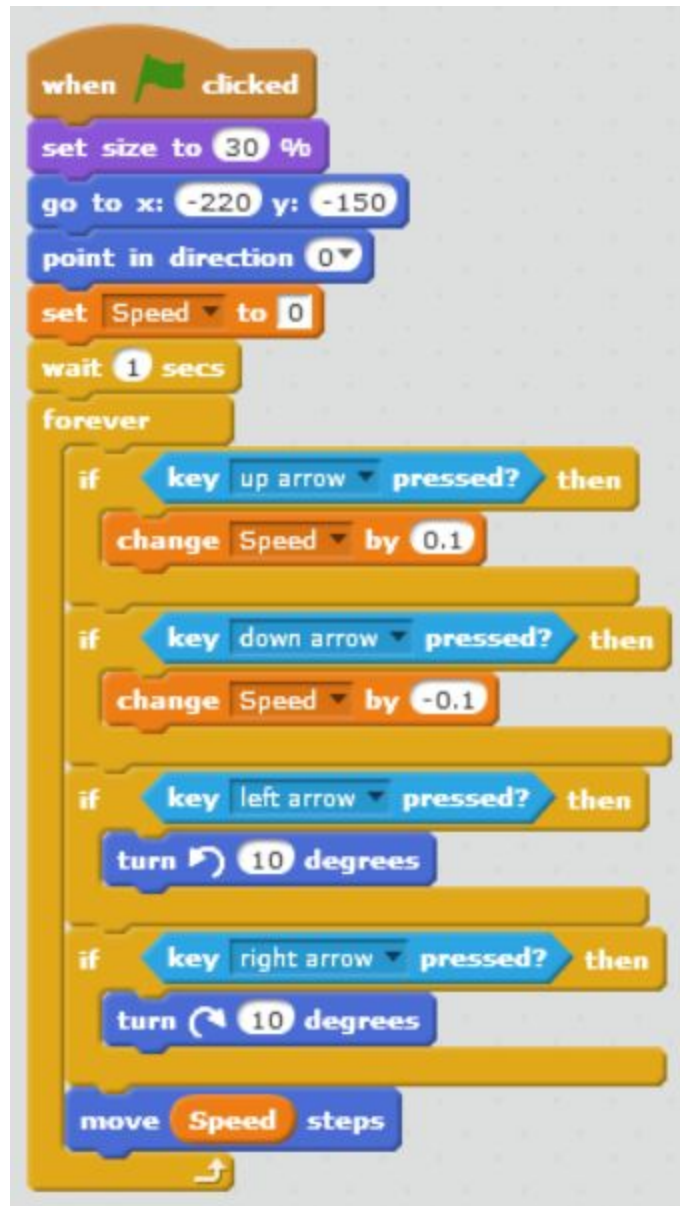 when clicked
set size to 30 %
go to x: -220 y: -150
point in direction 0
set Speed to 0
wait 1 secs
forever
if key up arrow pressed? then
change Speed by 0.1
if key down arrow pressed? then
change Speed by -0.1
if key left arrow pressed? then
turn 10 degrees
if key right arrow pressed? then
turn 10 degrees
move Speed steps